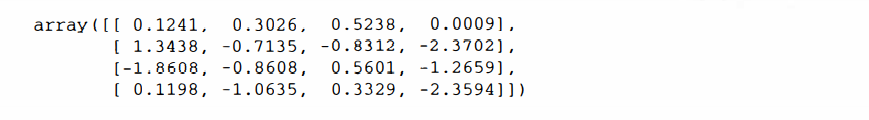 array([[ 0.1241,  0.3026,  0.5238,  0.0009],
       [ 1.3438, -0.7135, -0.8312, -2.3702],
       [-1.8608, -0.8608,  0.5601, -1.2659],
       [ 0.1198, -1.0635,  0.3329, -2.3594]])